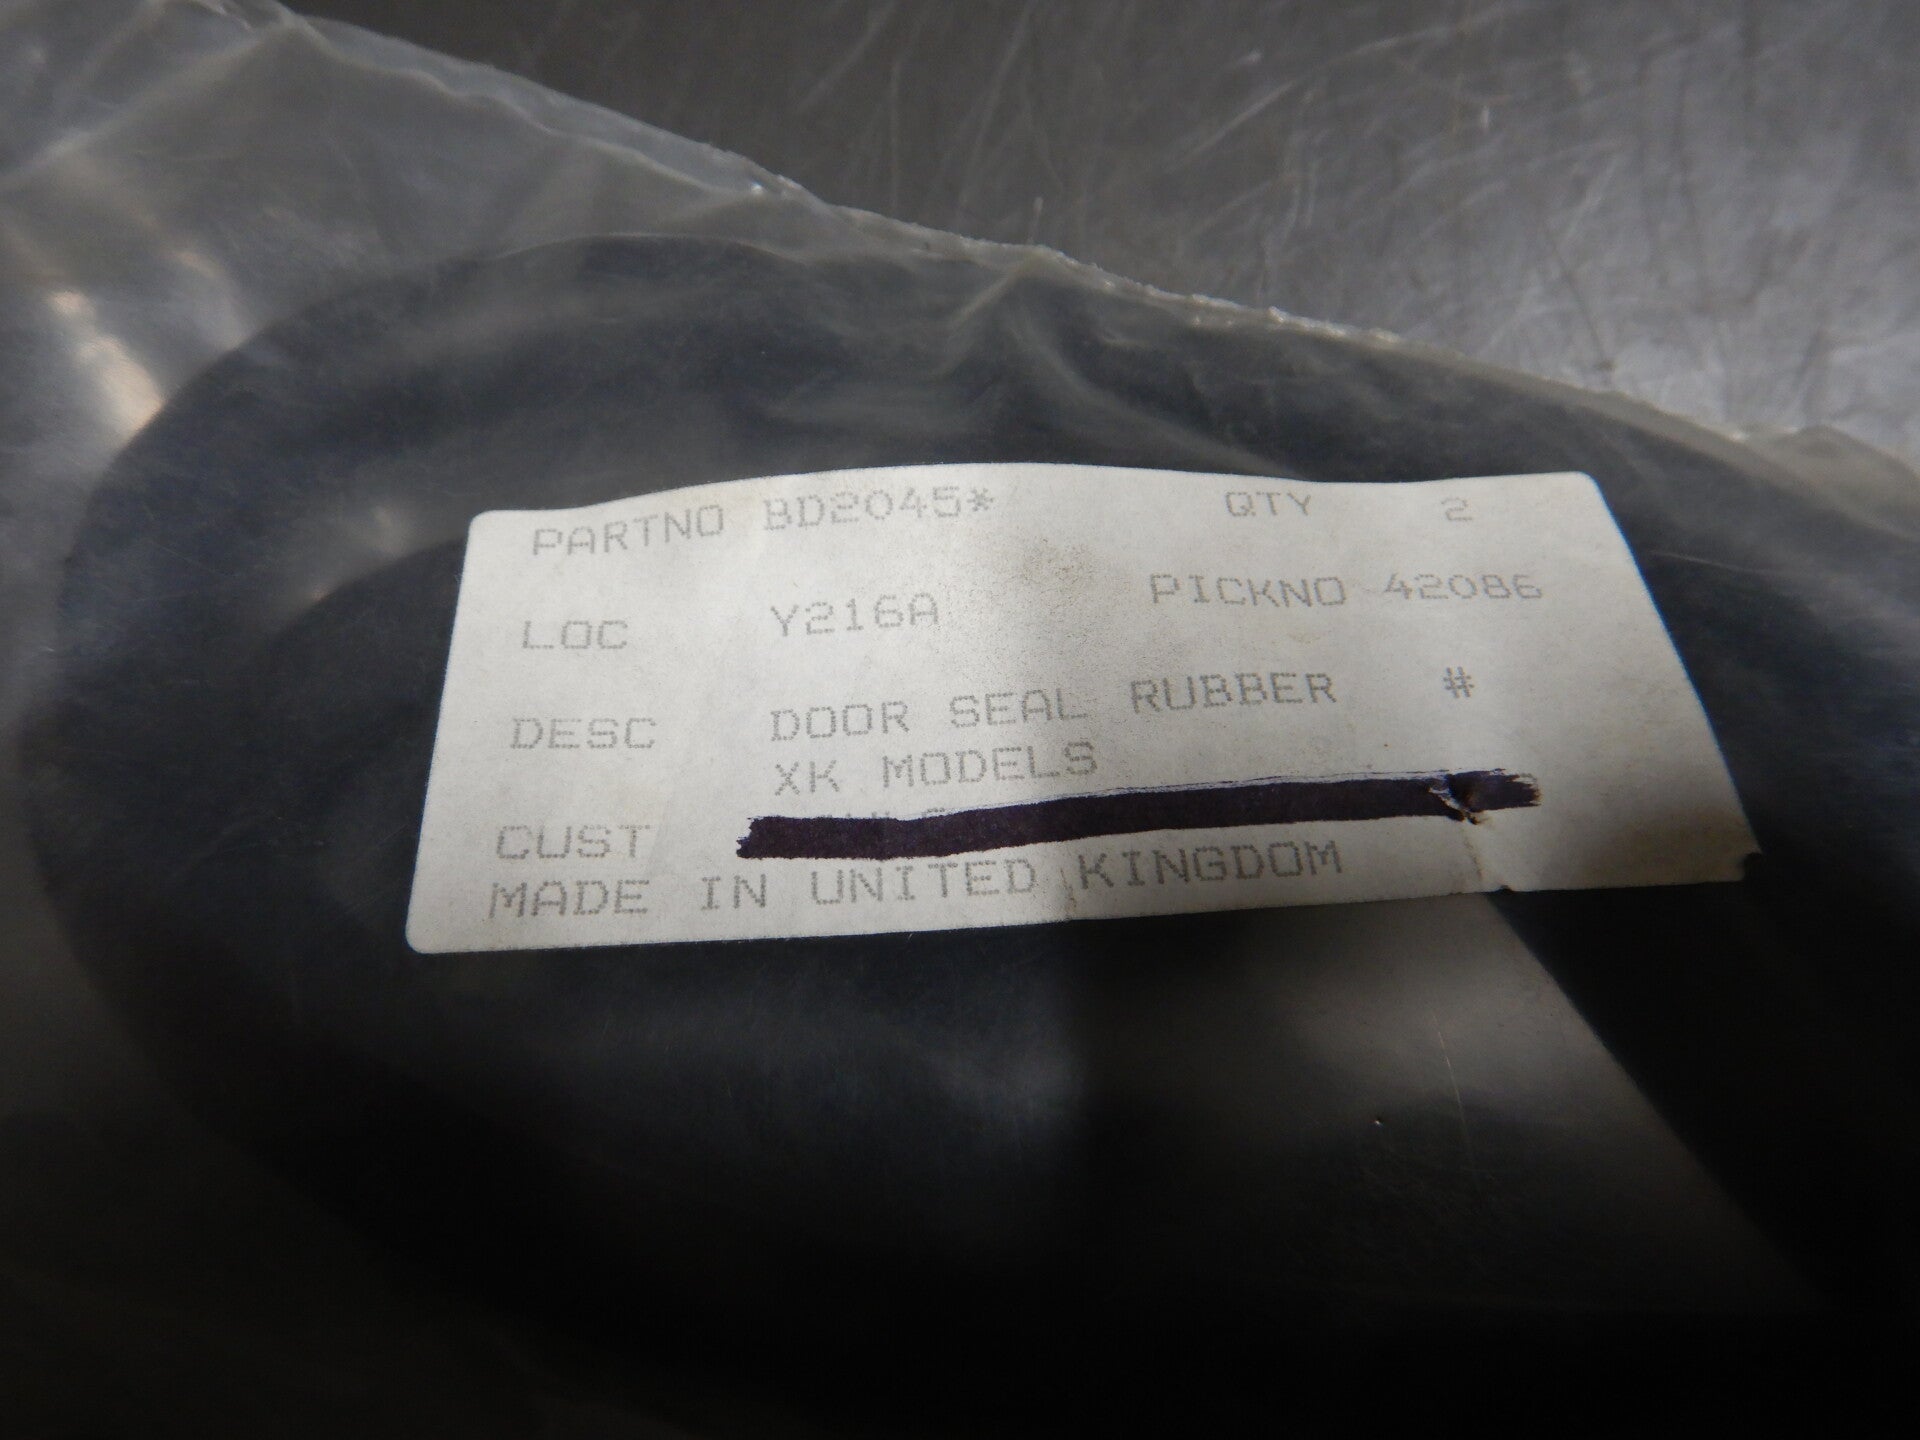 PARTNO BD2045* QTY 2
LOC Y216A PICKNO 42086
DESC DOOR SEAL RUBBER #
XK MODELS
CUST
MADE IN UNITED KINGDOM